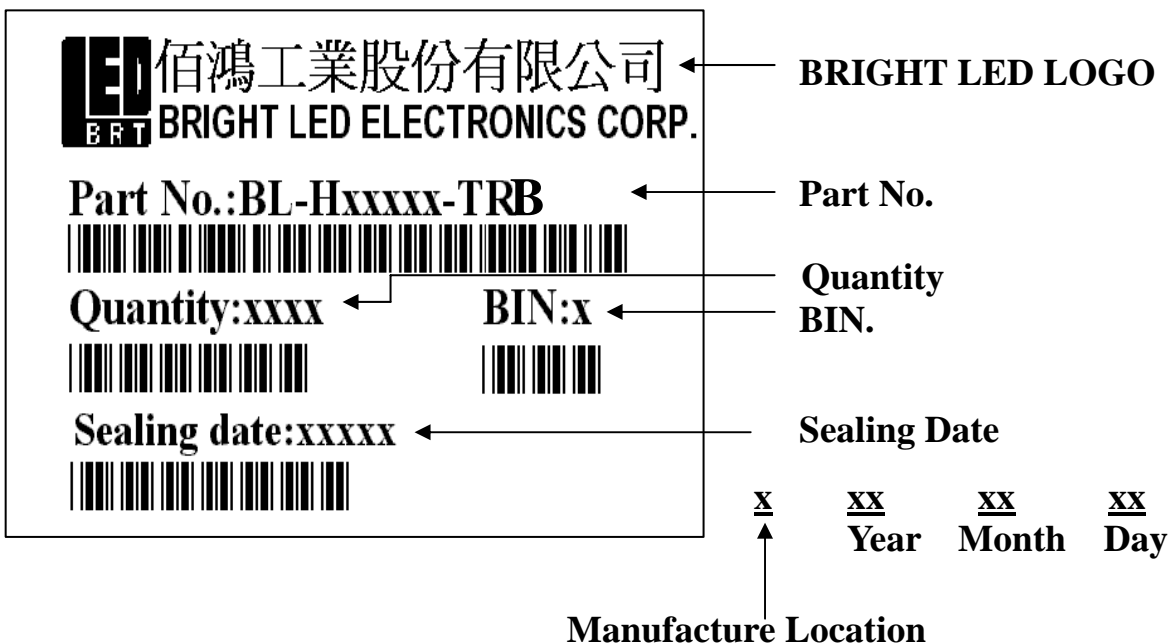 LED 佰鴻工業股份有限公司 BRIGHT LED LOGO
BRT BRIGHT LED ELECTRONICS CORP.
Part No.:BL-Hxxxxx-TRB Part No.
Quantity:xxxx BIN:x Quantity
BIN.
Sealing date:xxxxx Sealing Date
x xx xx xx
Year Month Day
Manufacture Location